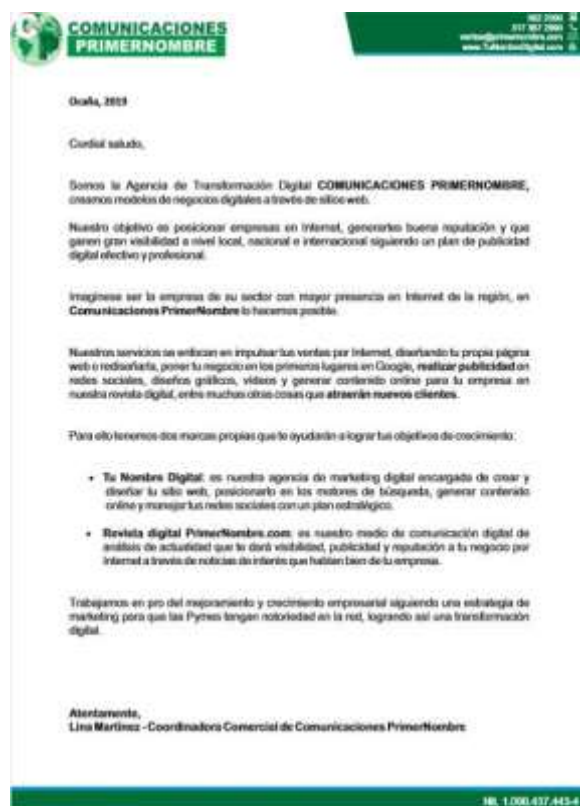 COMUNICACIONES
PRIMERNOMBRE
Ocaña, 2019
Cordial saludo,
Somos la Agencia de Transformación Digital COMUNICACIONES PRIMERNOMBRE,
creamos modelos de negocios digitales a través de sitios web.
Nuestro objetivo es posicionar empresas en Internet, generarles buena reputación y que
ganen gran visibilidad a nivel local, nacional e internacional siguiendo un plan de publicidad
digital efectivo y profesional.
Imagínese ser la empresa de su sector con mayor presencia en Internet de la región, en
Comunicaciones PrimerNombre lo hacemos posible.
Nuestros servicios se enfocan en impulsar tus ventas por Internet, diseñando tu propia página
web o rediseñarla, poner tu negocio en los primeros lugares en Google, realizar publicidad en
redes sociales, diseños gráficos, videos y generar contenido online para tu empresa en
nuestra revista digital, entre muchas otras cosas que atraerán nuevos clientes.
Para ello tenemos dos marcas propias que te ayudarán a lograr tus objetivos de crecimiento:
• Tu Nombre Digital: es nuestra agencia de marketing digital encargada de crear y
diseñar tu sitio web, posicionarlo en los motores de búsqueda, generar contenido
online y manejar tus redes sociales con un plan estratégico.
• Revista digital PrimerNombre.com: es nuestro medio de comunicación digital de
análisis de actualidad que te dará visibilidad, publicidad y reputación a tu negocio por
Internet a través de noticias de interés que hablan bien de tu empresa.
Trabajamos en pro del mejoramiento y crecimiento empresarial siguiendo una estrategia de
marketing para que las Pymes tengan notoriedad en la red, logrando así una transformación
digital.
Atentamente,
Lina Martinez - Coordinadora Comercial de Comunicaciones PrimerNombre